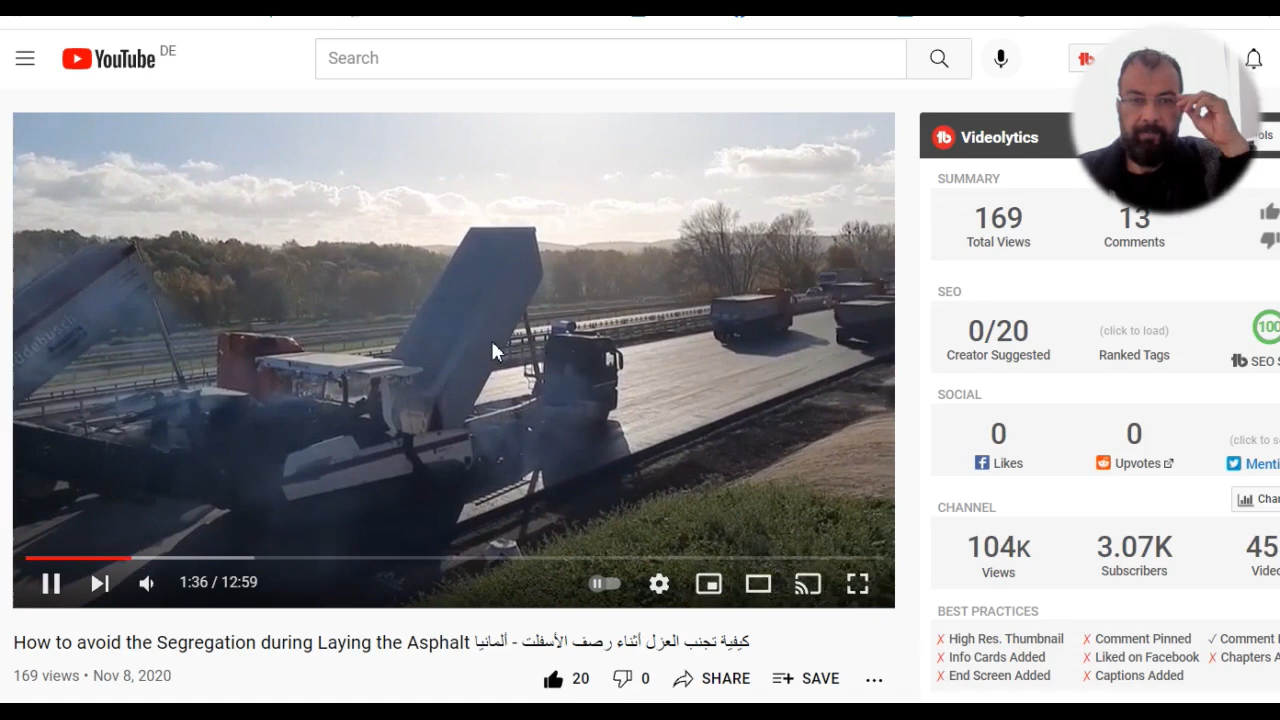 YouTube DE
Search
Videolytics
SUMMARY
169
Total Views
13
Comments
SEO
0/20
Creator Suggested
(click to load)
Ranked Tags
100
SEO
SOCIAL
0
Likes
0
Upvotes
(click to
Menti
CHANNEL
104K
Views
3.07K
Subscribers
45
Video
BEST PRACTICES
X High Res. Thumbnail
X Comment Pinned
✓ Comment
X Info Cards Added
X Liked on Facebook
X Chapters A
X End Screen Added
X Captions Added
1:36 / 12:59
How to avoid the Segregation during Laying the Asphalt كيفية تجنب العزل أثناء رصف الأسفلت - ألمانيا
169 views • Nov 8, 2020
20
0
SHARE
SAVE